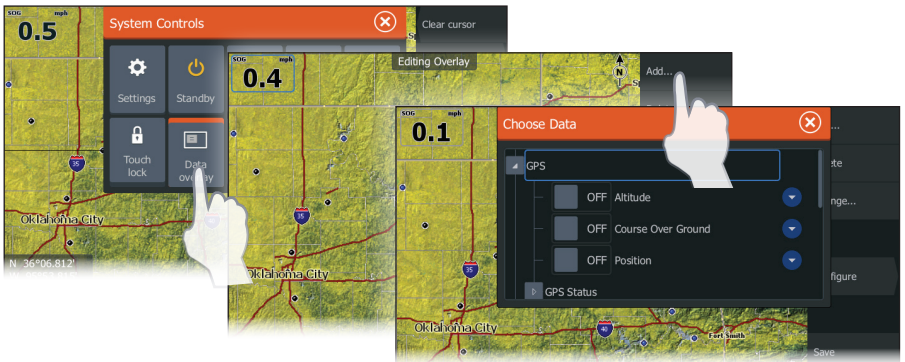 SOG mph
0.5
System Controls
Clear cursor
Settings
Standby
Touch
lock
Data
overlay
35
Oklahoma City
N 36°06.812'
SOG mph
0.4
Editing Overlay
N
Add...
35
Oklahoma City
SOG mph
0.1
Choose Data
GPS
OFF Altitude
OFF Course Over Ground
OFF Position
GPS Status
35
Oklahoma City
40
Fort Smith
Save